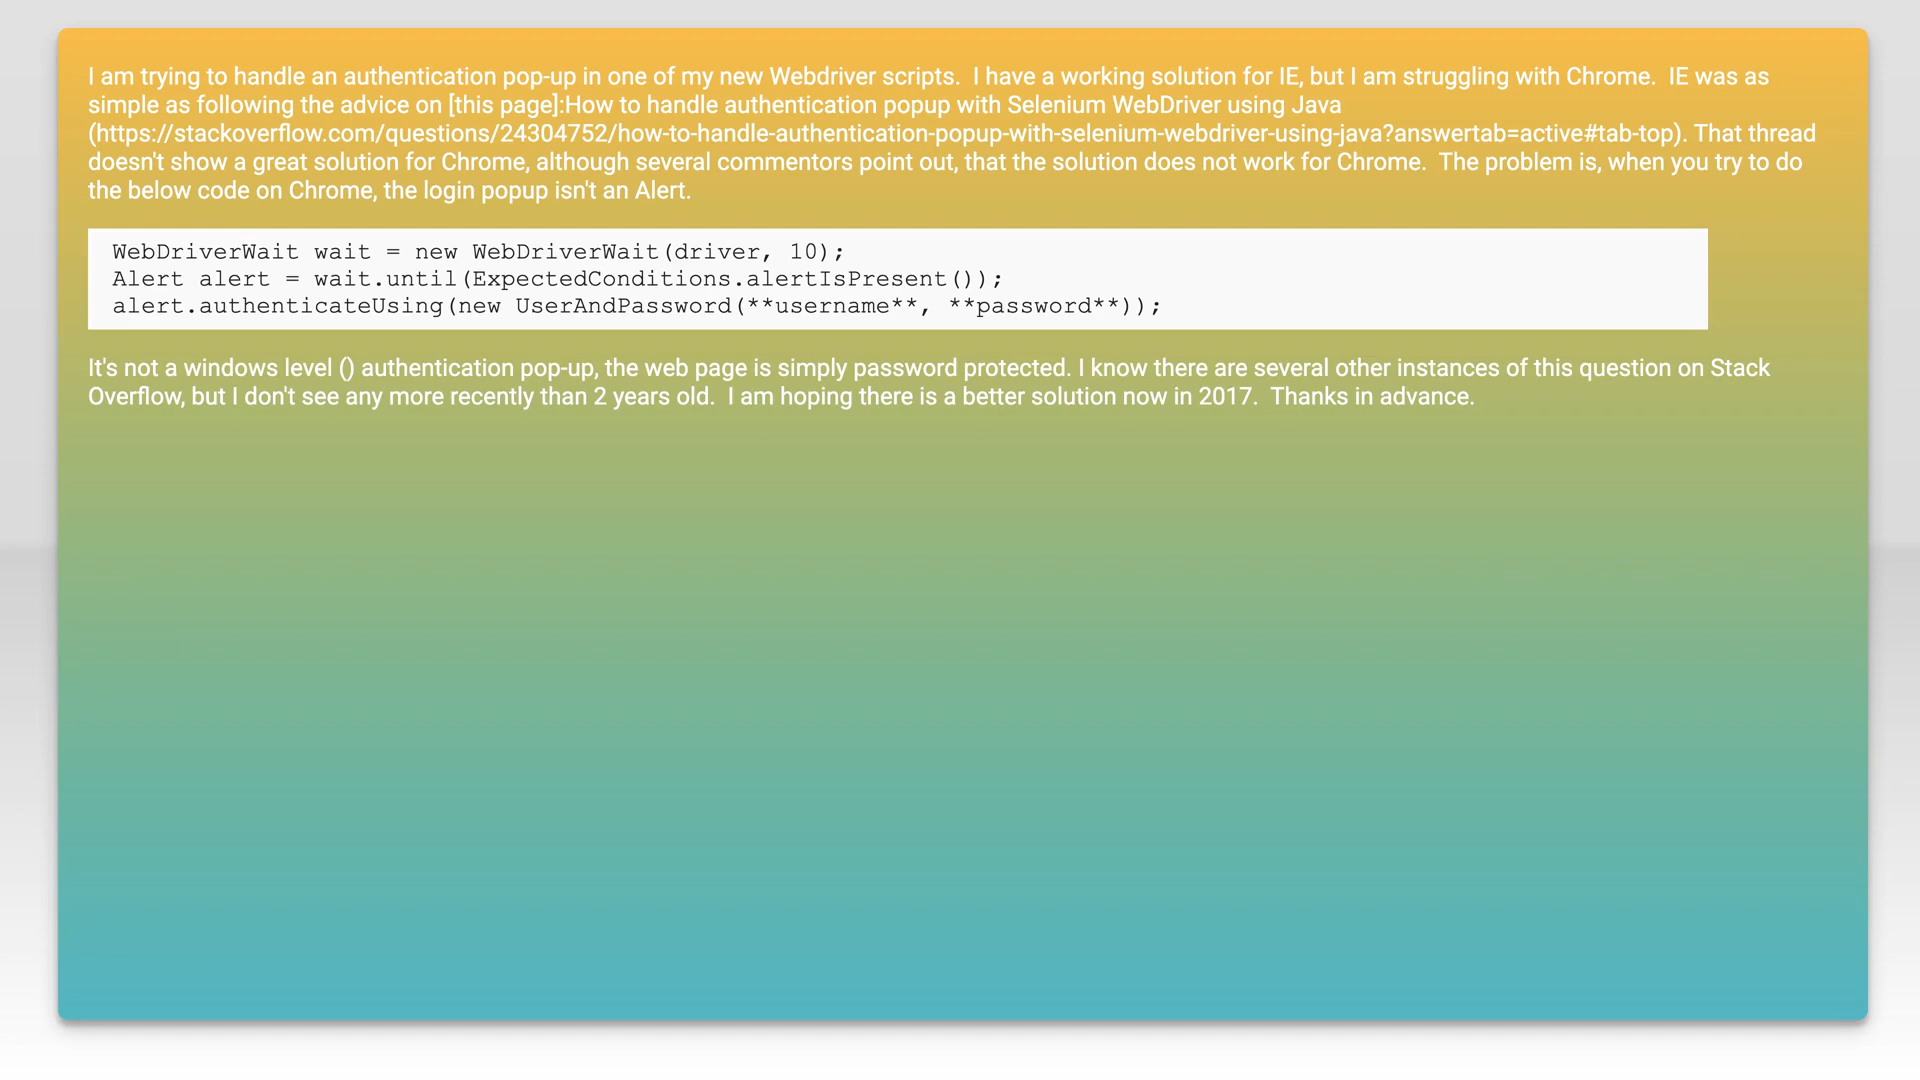 I am trying to handle an authentication pop-up in one of my new Webdriver scripts.  I have a working solution for IE, but I am struggling with Chrome.  IE was as
simple as following the advice on [this page]:How to handle authentication popup with Selenium WebDriver using Java
(https://stackoverflow.com/questions/24304752/how-to-handle-authentication-popup-with-selenium-webdriver-using-java?answertab=active#tab-top). That thread
doesn't show a great solution for Chrome, although several commentors point out, that the solution does not work for Chrome.  The problem is, when you try to do
the below code on Chrome, the login popup isn't an Alert.
WebDriverWait wait = new WebDriverWait(driver, 10);
Alert alert = wait.until(ExpectedConditions.alertIsPresent());
alert.authenticateUsing(new UserAndPassword(**username**, **password**));
It's not a windows level () authentication pop-up, the web page is simply password protected. I know there are several other instances of this question on Stack
Overflow, but I don't see any more recently than 2 years old.  I am hoping there is a better solution now in 2017.  Thanks in advance.